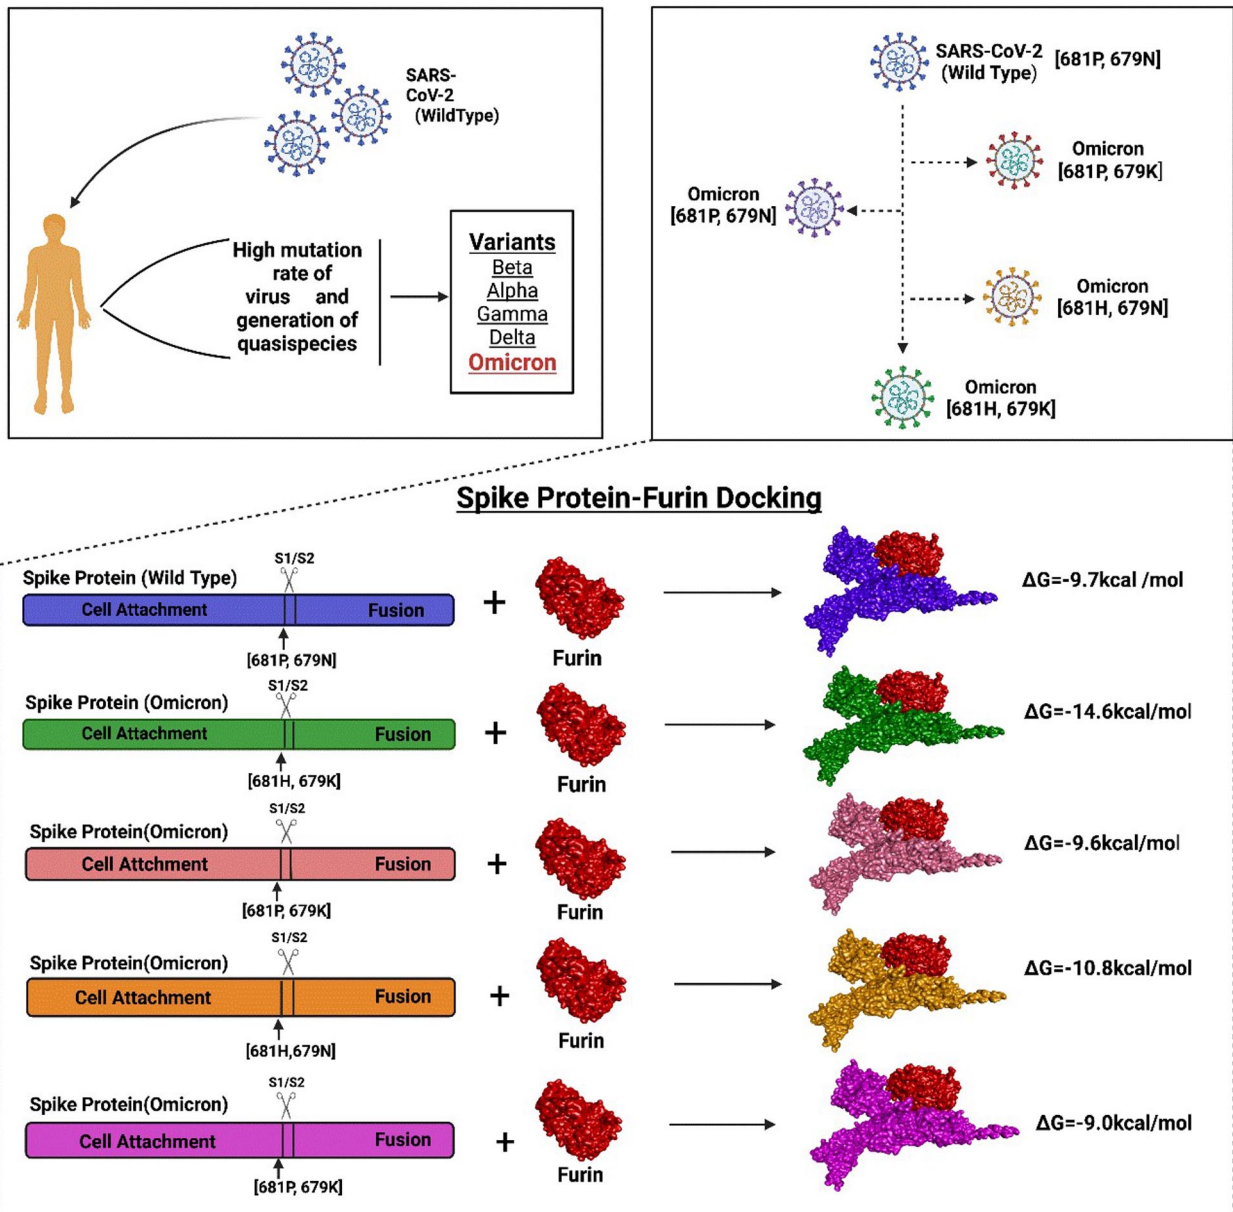 SARS-
CoV-2
(WildType)
High mutation
rate of
virus and
generation of
quasispecies
Variants
Beta
Alpha
Gamma
Delta
Omicron
SARS-CoV-2
(Wild Type)
[681P, 679N]
Omicron
[681P, 679K]
Omicron
[681P, 679N]
Omicron
[681H, 679N]
Omicron
[681H, 679K]
Spike Protein-Furin Docking
S1/S2
Spike Protein (Wild Type)
Cell Attachment Fusion
[681P, 679N]
+
Furin
ΔG=-9.7kcal /mol
S1/S2
Spike Protein (Omicron)
Cell Attachment Fusion
[681H, 679K]
+
Furin
ΔG=-14.6kcal/mol
S1/S2
Spike Protein(Omicron)
Cell Attchment Fusion
[681P, 679K]
+
Furin
ΔG=-9.6kcal/mol
S1/S2
Spike Protein(Omicron)
Cell Attachment Fusion
[681H,679N]
+
Furin
ΔG=-10.8kcal/mol
S1/S2
Spike Protein(Omicron)
Cell Attachment Fusion
[681P, 679K]
+
Furin
ΔG=-9.0kcal/mol